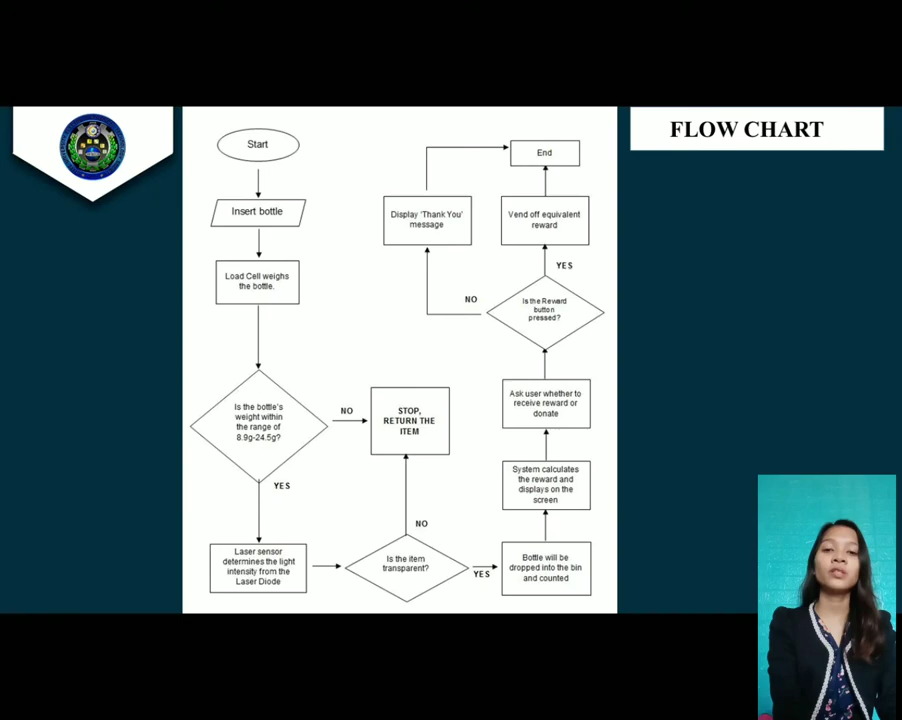 FLOW CHART
Start
Insert bottle
Load Cell weighs
the bottle.
Is the bottle's
weight within
the range of
8.9g-24.5g?
NO
STOP,
RETURN THE
ITEM
YES
Laser sensor
determines the light
intensity from the
Laser Diode
Is the item
transparent?
NO
YES
Bottle will be
dropped into the bin
and counted
System calculates
the reward and
displays on the
screen
Ask user whether to
receive reward or
donate
Is the Reward
button
pressed?
NO
YES
Display 'Thank You'
message
Vend off equivalent
reward
End